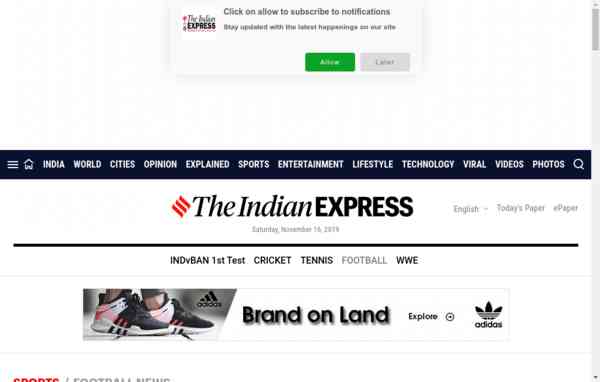 Click on allow to subscribe to notifications
Stay updated with the latest happenings on our site
The Indian
EXPRESS
Allow
Later
INDIA WORLD CITIES OPINION EXPLAINED SPORTS ENTERTAINMENT LIFESTYLE TECHNOLOGY VIRAL VIDEOS PHOTOS
The Indian EXPRESS
English Today's Paper ePaper
Saturday, November 16, 2019
INDvBAN 1st Test CRICKET TENNIS FOOTBALL WWE
adidas
Brand on Land
Explore
adidas
SPORTS / FOOTBALL NEWS